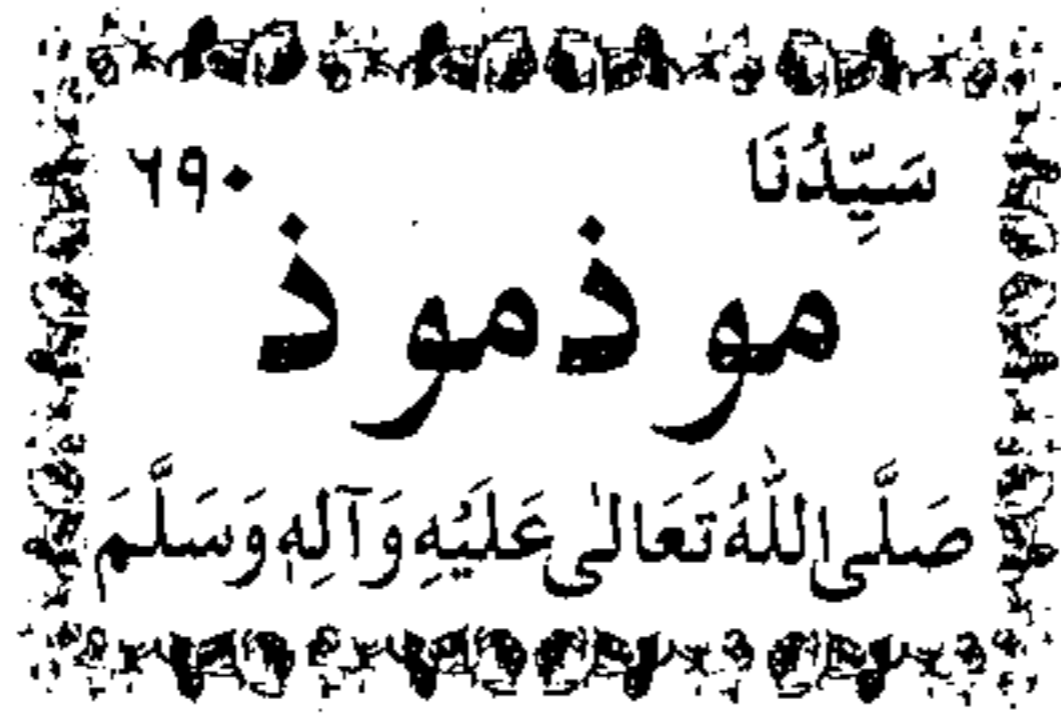 سَيِّدُنَا ٦٩٠
موذموذ
صَلَّى اللّٰهُ تَعَالٰى عَلَيْهِ وَآلِهٖ وَسَلَّمَ